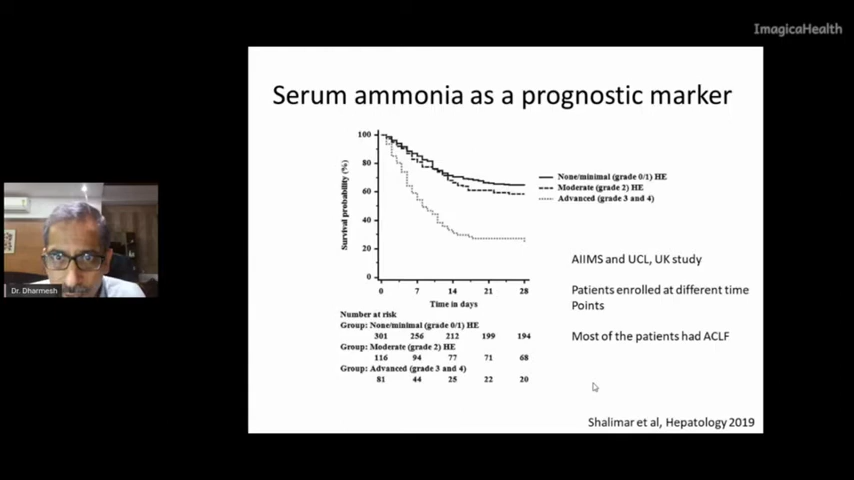 ImagicaHealth
Serum ammonia as a prognostic marker
100
80
60
40
20
0
Survival probability (%)
0 7 14 21 28
Time in days
None/minimal (grade 0/1) HE
Moderate (grade 2) HE
Advanced (grade 3 and 4)
Number at risk
Group: None/minimal (grade 0/1) HE
301 256 212 199 194
Group: Moderate (grade 2) HE
116 94 77 71 68
Group: Advanced (grade 3 and 4)
81 44 25 22 20
AIIMS and UCL, UK study
Patients enrolled at different time
Points
Most of the patients had ACLF
Shalimar et al, Hepatology 2019
Dr. Dharmesh